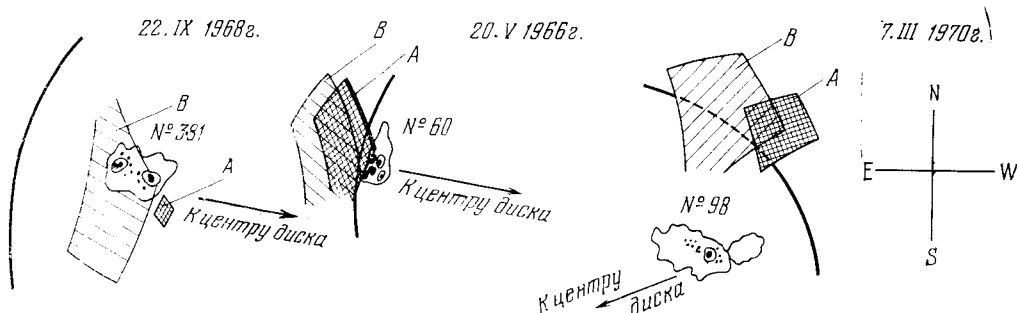 22.IX 1968г.
В
№ 381
А
К центру диска
20.V 1966г.
В
А
№ 60
К центру диска
7.III 1970г.
В
А
№ 98
К центру
диска
N
E
W
S